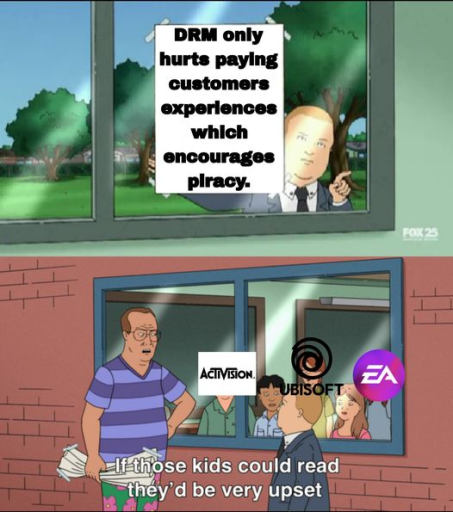 DRM only
hurts paying
customers
experiences
which
encourages
piracy.
FOX 25
ACTIVISION.
UBISOFT
EA
If those kids could read
they'd be very upset